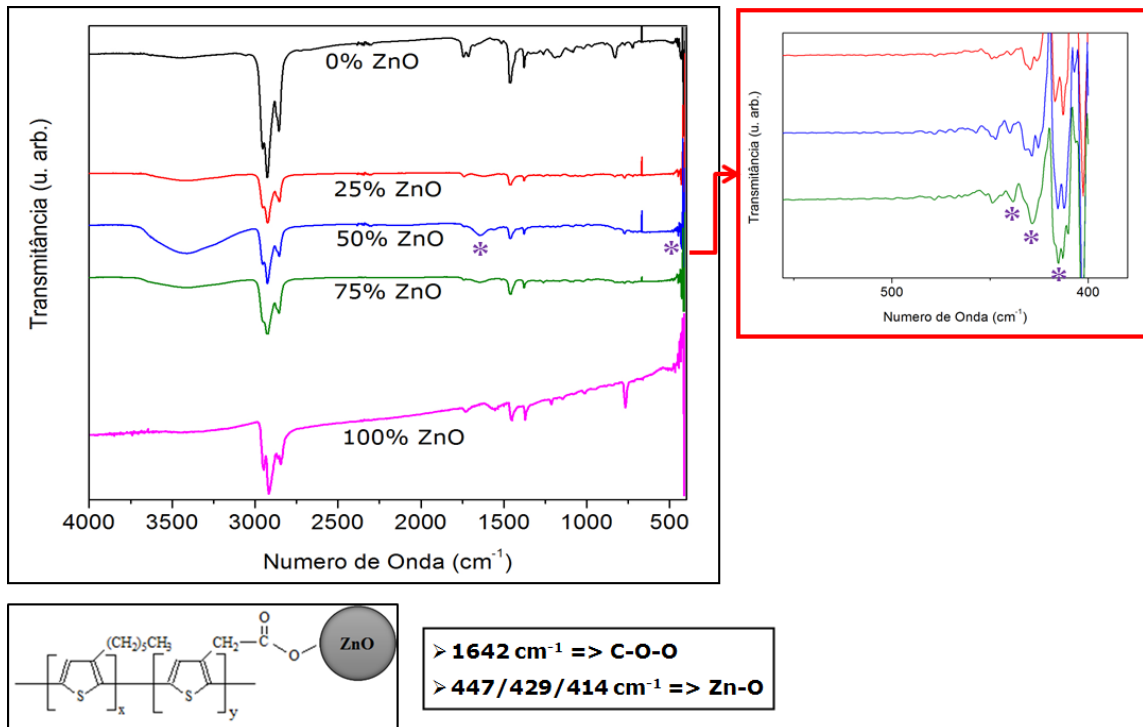 Transmitância (u. arb.)
0% ZnO
25% ZnO
50% ZnO
*
*
75% ZnO
100% ZnO
4000 3500 3000 2500 2000 1500 1000 500
Numero de Onda (cm⁻¹)
Transmitância (u. arb.)
*
*
*
500 400
Numero de Onda (cm⁻¹)
(CH₂)₅CH₃
CH₂
C
O
O
ZnO
S
x
S
y
➢ 1642 cm⁻¹ => C-O-O
➢ 447/429/414 cm⁻¹ => Zn-O